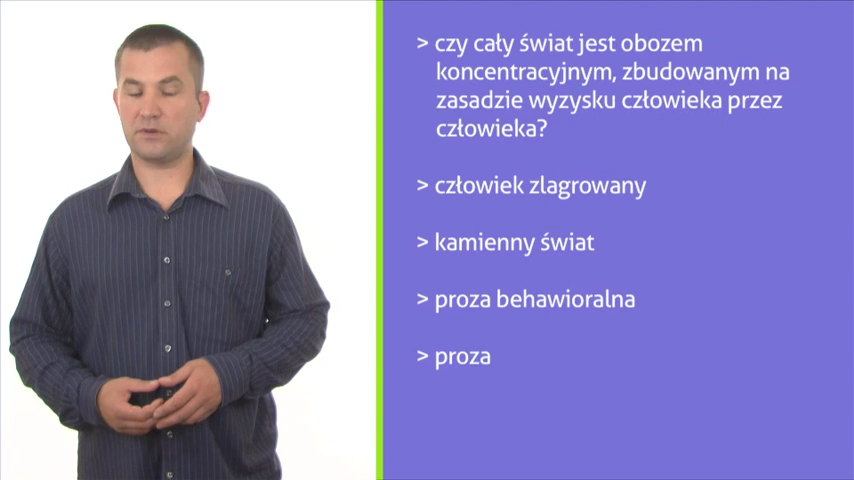 > czy cały świat jest obozem
koncentracyjnym, zbudowanym na
zasadzie wyzysku człowieka przez
człowieka?
> człowiek zlagrowany
> kamienny świat
> proza behawioralna
> proza